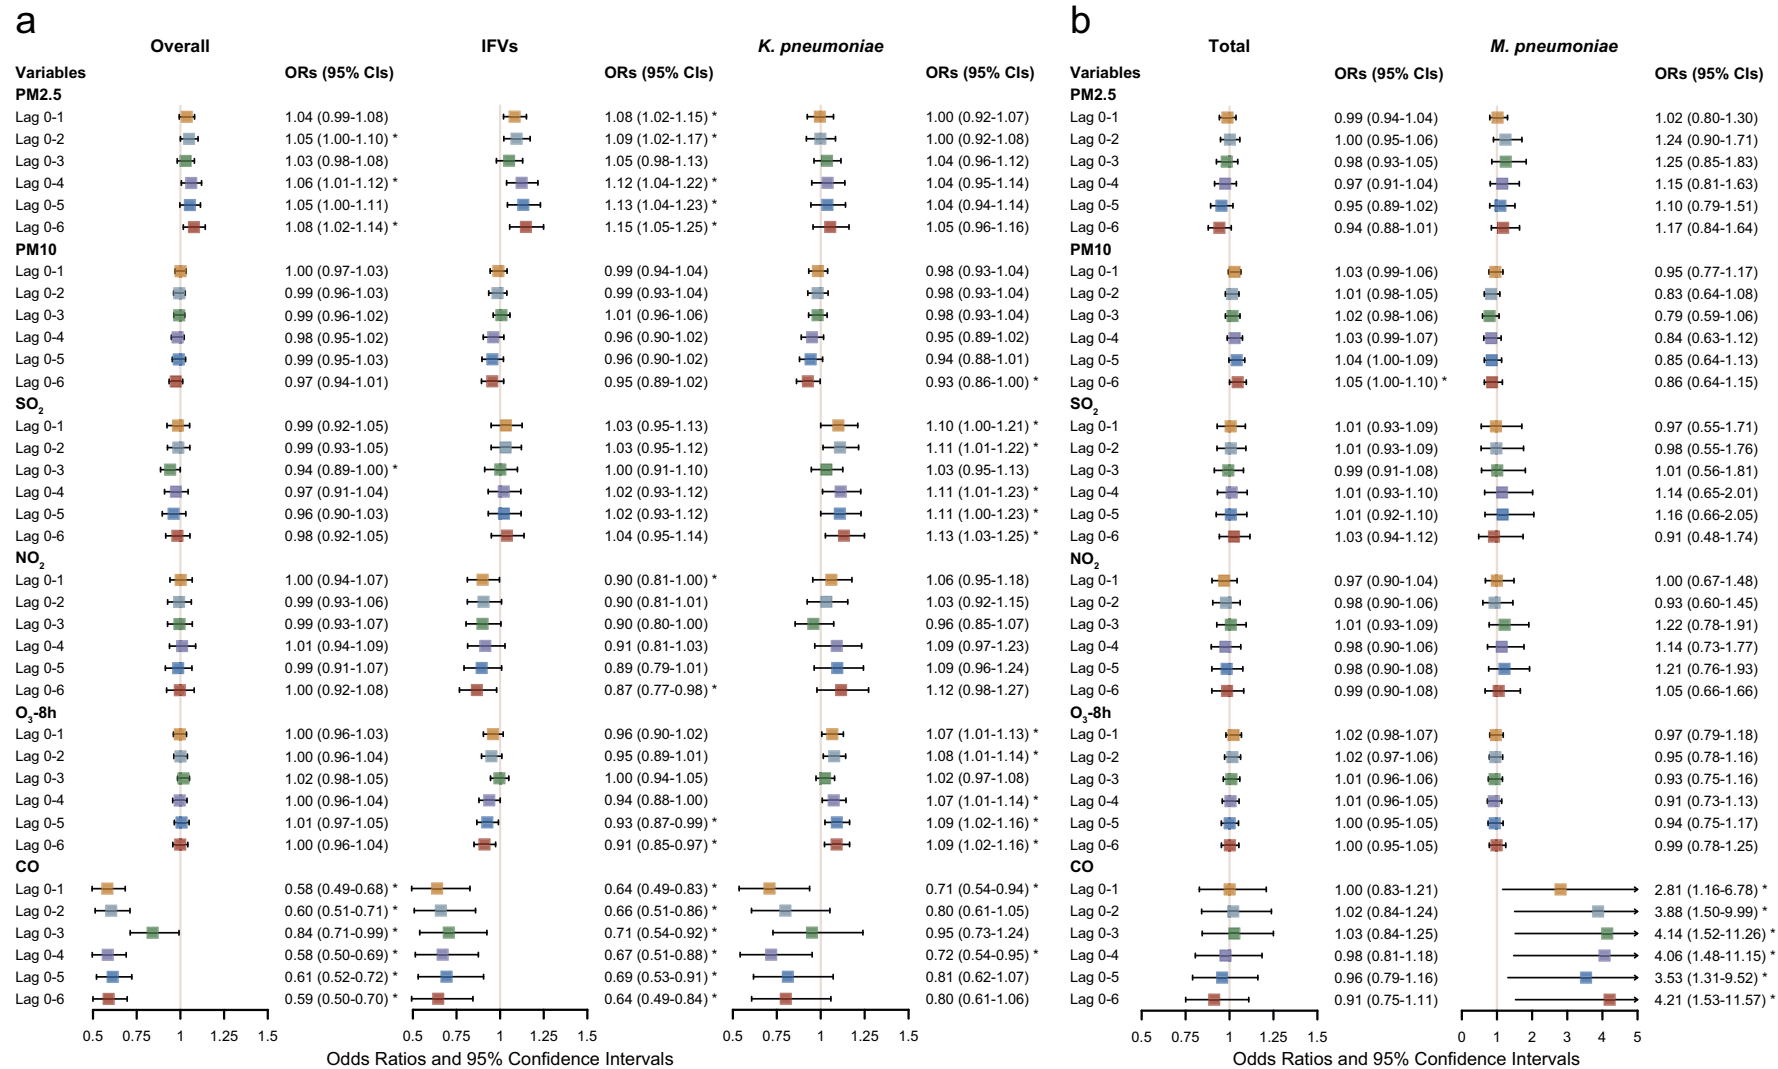 a b
Overall IFVs K. pneumoniae Total M. pneumoniae
Variables ORs (95% CIs) ORs (95% CIs) ORs (95% CIs) Variables ORs (95% CIs) ORs (95% CIs)
PM2.5 PM2.5
Lag 0-1 1.04 (0.99-1.08) 1.08 (1.02-1.15) * 1.00 (0.92-1.07) Lag 0-1 0.99 (0.94-1.04) 1.02 (0.80-1.30)
Lag 0-2 1.05 (1.00-1.10) * 1.09 (1.02-1.17) * 1.00 (0.92-1.08) Lag 0-2 1.00 (0.95-1.06) 1.24 (0.90-1.71)
Lag 0-3 1.03 (0.98-1.08) 1.05 (0.98-1.13) 1.04 (0.96-1.12) Lag 0-3 0.98 (0.93-1.05) 1.25 (0.85-1.83)
Lag 0-4 1.06 (1.01-1.12) * 1.12 (1.04-1.22) * 1.04 (0.95-1.14) Lag 0-4 0.97 (0.91-1.04) 1.15 (0.81-1.63)
Lag 0-5 1.05 (1.00-1.11) 1.13 (1.04-1.23) * 1.04 (0.94-1.14) Lag 0-5 0.95 (0.89-1.02) 1.10 (0.79-1.51)
Lag 0-6 1.08 (1.02-1.14) * 1.15 (1.05-1.25) * 1.05 (0.96-1.16) Lag 0-6 0.94 (0.88-1.01) 1.17 (0.84-1.64)
PM10 PM10
Lag 0-1 1.00 (0.97-1.03) 0.99 (0.94-1.04) 0.98 (0.93-1.04) Lag 0-1 1.03 (0.99-1.06) 0.95 (0.77-1.17)
Lag 0-2 0.99 (0.96-1.03) 0.99 (0.93-1.04) 0.98 (0.93-1.04) Lag 0-2 1.01 (0.98-1.05) 0.83 (0.64-1.08)
Lag 0-3 0.99 (0.96-1.02) 1.01 (0.96-1.06) 0.98 (0.93-1.04) Lag 0-3 1.02 (0.98-1.06) 0.79 (0.59-1.06)
Lag 0-4 0.98 (0.95-1.02) 0.96 (0.90-1.02) 0.95 (0.89-1.02) Lag 0-4 1.03 (0.99-1.07) 0.84 (0.63-1.12)
Lag 0-5 0.99 (0.95-1.03) 0.96 (0.90-1.02) 0.94 (0.88-1.01) Lag 0-5 1.04 (1.00-1.09) 0.85 (0.64-1.13)
Lag 0-6 0.97 (0.94-1.01) 0.95 (0.89-1.02) 0.93 (0.86-1.00) * Lag 0-6 1.05 (1.00-1.10) * 0.86 (0.64-1.15)
SO2 SO2
Lag 0-1 0.99 (0.92-1.05) 1.03 (0.95-1.13) 1.10 (1.00-1.21) * Lag 0-1 1.01 (0.93-1.09) 0.97 (0.55-1.71)
Lag 0-2 0.99 (0.93-1.05) 1.03 (0.95-1.12) 1.11 (1.01-1.22) * Lag 0-2 1.01 (0.93-1.09) 0.98 (0.55-1.76)
Lag 0-3 0.94 (0.89-1.00) * 1.00 (0.91-1.10) 1.03 (0.95-1.13) Lag 0-3 0.99 (0.91-1.08) 1.01 (0.56-1.81)
Lag 0-4 0.97 (0.91-1.04) 1.02 (0.93-1.12) 1.11 (1.01-1.23) * Lag 0-4 1.01 (0.93-1.10) 1.14 (0.65-2.01)
Lag 0-5 0.96 (0.90-1.03) 1.02 (0.93-1.12) 1.11 (1.00-1.23) * Lag 0-5 1.01 (0.92-1.10) 1.16 (0.66-2.05)
Lag 0-6 0.98 (0.92-1.05) 1.04 (0.95-1.14) 1.13 (1.03-1.25) * Lag 0-6 1.03 (0.94-1.12) 0.91 (0.48-1.74)
NO2 NO2
Lag 0-1 1.00 (0.94-1.07) 0.90 (0.81-1.00) * 1.06 (0.95-1.18) Lag 0-1 0.97 (0.90-1.04) 1.00 (0.67-1.48)
Lag 0-2 0.99 (0.93-1.06) 0.90 (0.81-1.01) 1.03 (0.92-1.15) Lag 0-2 0.98 (0.90-1.06) 0.93 (0.60-1.45)
Lag 0-3 0.99 (0.93-1.07) 0.90 (0.80-1.00) 0.96 (0.85-1.07) Lag 0-3 1.01 (0.93-1.09) 1.22 (0.78-1.91)
Lag 0-4 1.01 (0.94-1.09) 0.91 (0.81-1.03) 1.09 (0.97-1.23) Lag 0-4 0.98 (0.90-1.06) 1.14 (0.73-1.77)
Lag 0-5 0.99 (0.91-1.07) 0.89 (0.79-1.01) 1.09 (0.96-1.24) Lag 0-5 0.98 (0.90-1.08) 1.21 (0.76-1.93)
Lag 0-6 1.00 (0.92-1.08) 0.87 (0.77-0.98) * 1.12 (0.98-1.27) Lag 0-6 0.99 (0.90-1.08) 1.05 (0.66-1.66)
O3-8h O3-8h
Lag 0-1 1.00 (0.96-1.03) 0.96 (0.90-1.02) 1.07 (1.01-1.13) * Lag 0-1 1.02 (0.98-1.07) 0.97 (0.79-1.18)
Lag 0-2 1.00 (0.96-1.04) 0.95 (0.89-1.01) 1.08 (1.01-1.14) * Lag 0-2 1.02 (0.97-1.06) 0.95 (0.78-1.16)
Lag 0-3 1.02 (0.98-1.05) 1.00 (0.94-1.05) 1.02 (0.97-1.08) Lag 0-3 1.01 (0.96-1.06) 0.93 (0.75-1.16)
Lag 0-4 1.00 (0.96-1.04) 0.94 (0.88-1.00) 1.07 (1.01-1.14) * Lag 0-4 1.01 (0.96-1.05) 0.91 (0.73-1.13)
Lag 0-5 1.01 (0.97-1.05) 0.93 (0.87-0.99) * 1.09 (1.02-1.16) * Lag 0-5 1.00 (0.95-1.05) 0.94 (0.75-1.17)
Lag 0-6 1.00 (0.96-1.04) 0.91 (0.85-0.97) * 1.09 (1.02-1.16) * Lag 0-6 1.00 (0.95-1.05) 0.99 (0.78-1.25)
CO CO
Lag 0-1 0.58 (0.49-0.68) * 0.64 (0.49-0.83) * 0.71 (0.54-0.94) * Lag 0-1 1.00 (0.83-1.21) 2.81 (1.16-6.78) *
Lag 0-2 0.60 (0.51-0.71) * 0.66 (0.51-0.86) * 0.80 (0.61-1.05) Lag 0-2 1.02 (0.84-1.24) 3.88 (1.50-9.99) *
Lag 0-3 0.84 (0.71-0.99) * 0.71 (0.54-0.92) * 0.95 (0.73-1.24) Lag 0-3 1.03 (0.84-1.25) 4.14 (1.52-11.26) *
Lag 0-4 0.58 (0.50-0.69) * 0.67 (0.51-0.88) * 0.72 (0.54-0.95) * Lag 0-4 0.98 (0.81-1.18) 4.06 (1.48-11.15) *
Lag 0-5 0.61 (0.52-0.72) * 0.69 (0.53-0.91) * 0.81 (0.62-1.07) Lag 0-5 0.96 (0.79-1.16) 3.53 (1.31-9.52) *
Lag 0-6 0.59 (0.50-0.70) * 0.64 (0.49-0.84) * 0.80 (0.61-1.06) Lag 0-6 0.91 (0.75-1.11) 4.21 (1.53-11.57) *
0.5 0.75 1 1.25 1.5 0.5 0.75 1 1.25 1.5 0.5 0.75 1 1.25 1.5 0.5 0.75 1 1.25 1.5 0 1 2 3 4 5
Odds Ratios and 95% Confidence Intervals Odds Ratios and 95% Confidence Intervals